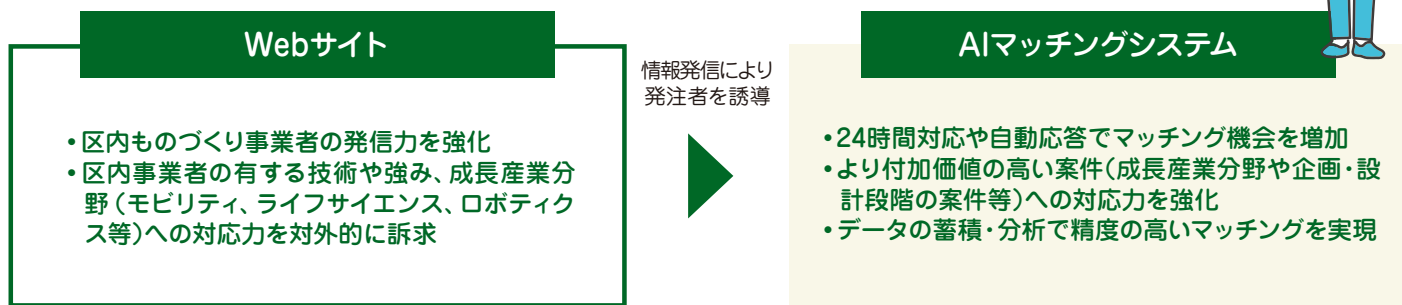 Webサイト
・区内ものづくり事業者の発信力を強化
・区内事業者の有する技術や強み、成長産業分
野(モビリティ、ライフサイエンス、ロボティク
ス等)への対応力を対外的に訴求
情報発信により
発注者を誘導
AIマッチングシステム
・24時間対応や自動応答でマッチング機会を増加
・より付加価値の高い案件(成長産業分野や企画・設
計段階の案件等)への対応力を強化
・データの蓄積・分析で精度の高いマッチングを実現